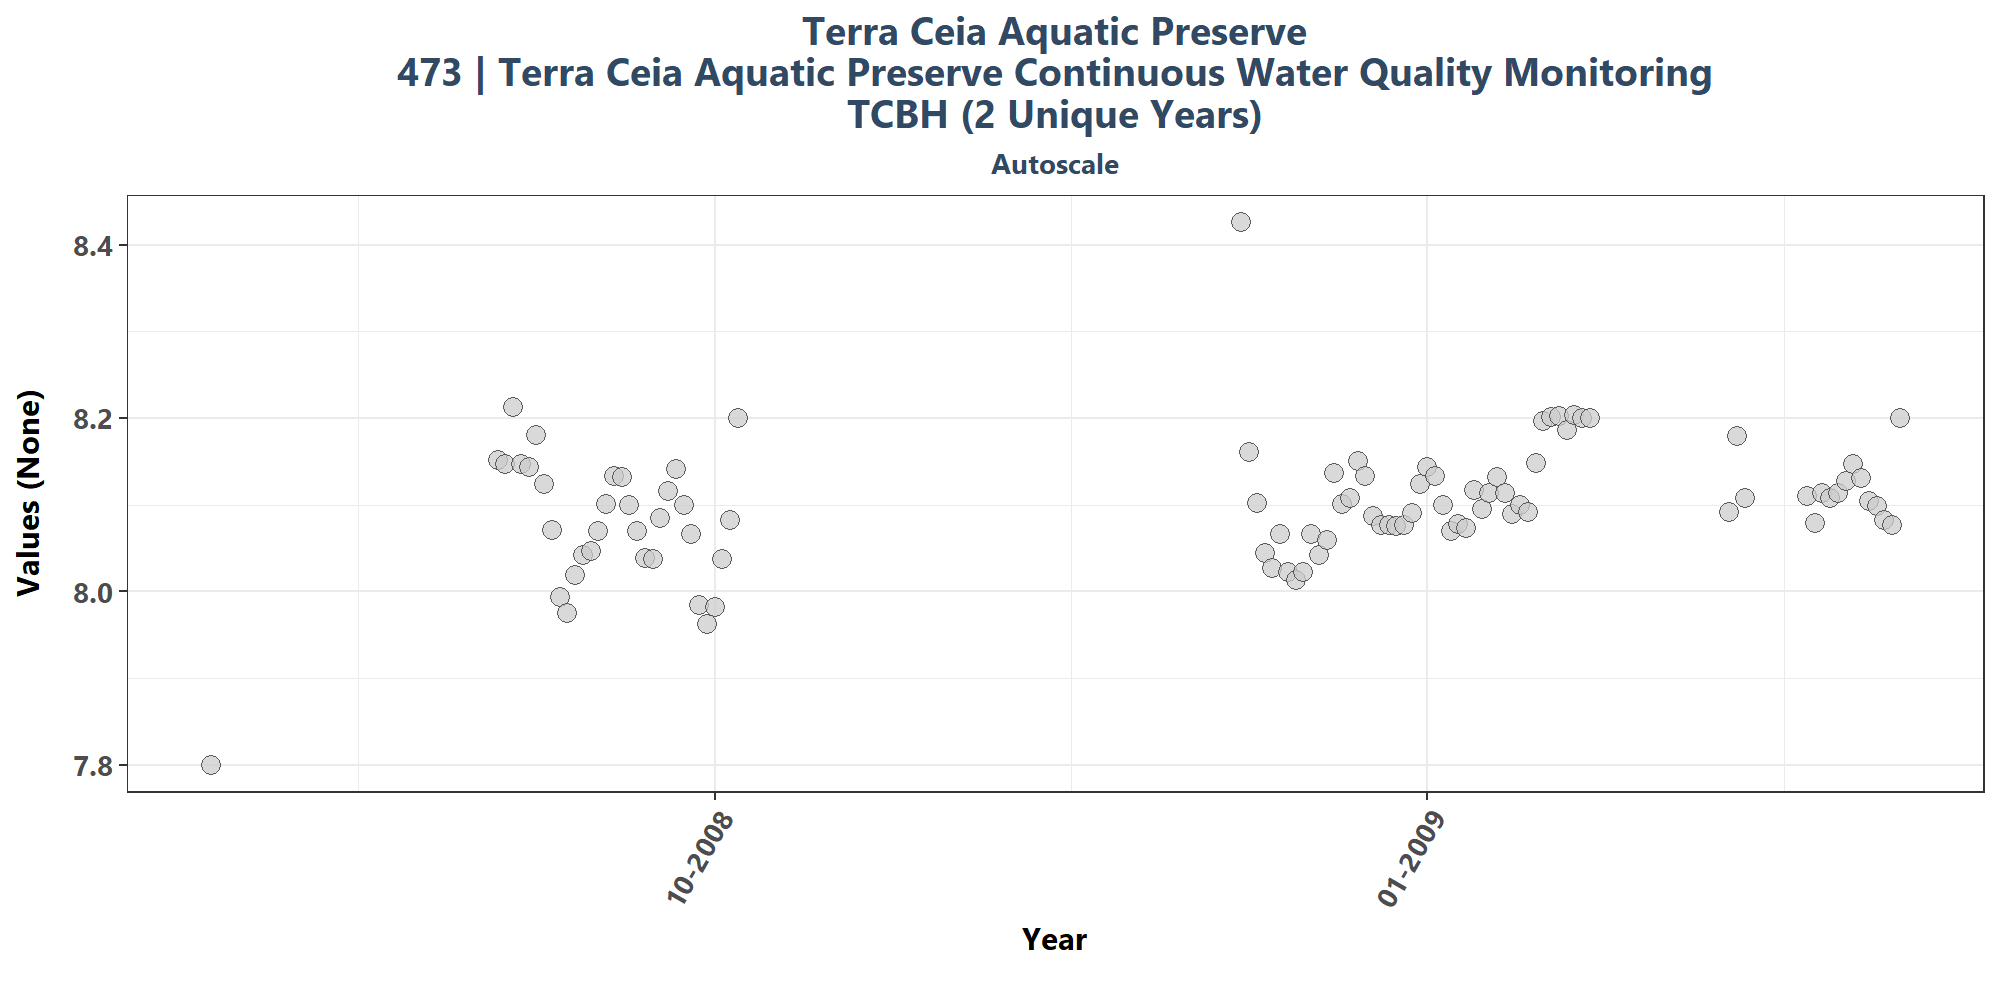 Terra Ceia Aquatic Preserve
473 | Terra Ceia Aquatic Preserve Continuous Water Quality Monitoring
TCBH (2 Unique Years)
Autoscale
Values (None)
8.4
8.2
8.0
7.8
10-2008
01-2009
Year